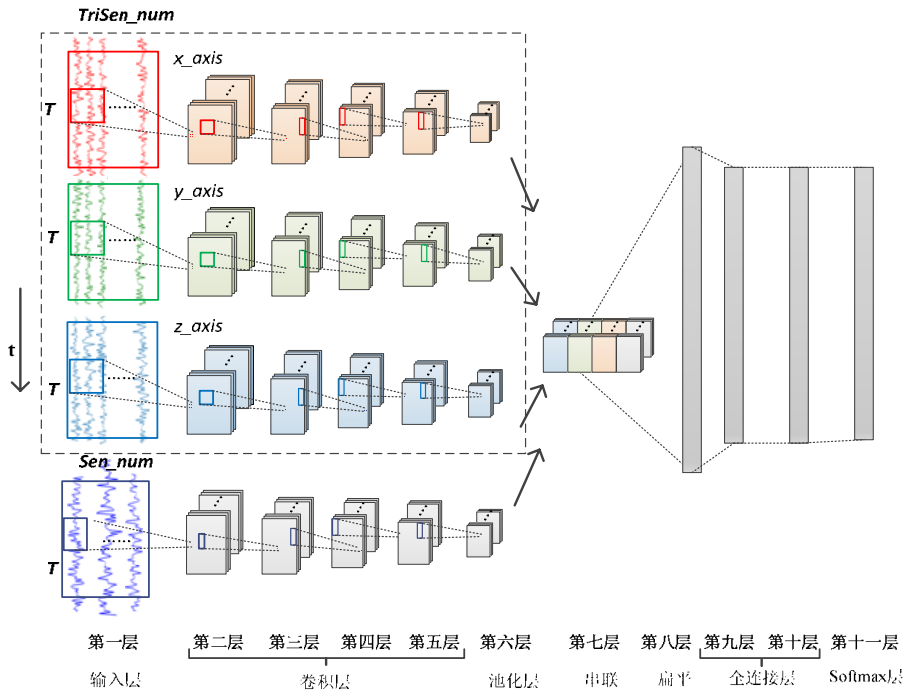 TriSen_num
x_axis
T
y_axis
T
z_axis
t
T
Sen_num
T
第一层 第二层 第三层 第四层 第五层 第六层 第七层 第八层 第九层 第十层 第十一层
输入层 卷积层 池化层 串联 扁平 全连接层 Softmax层